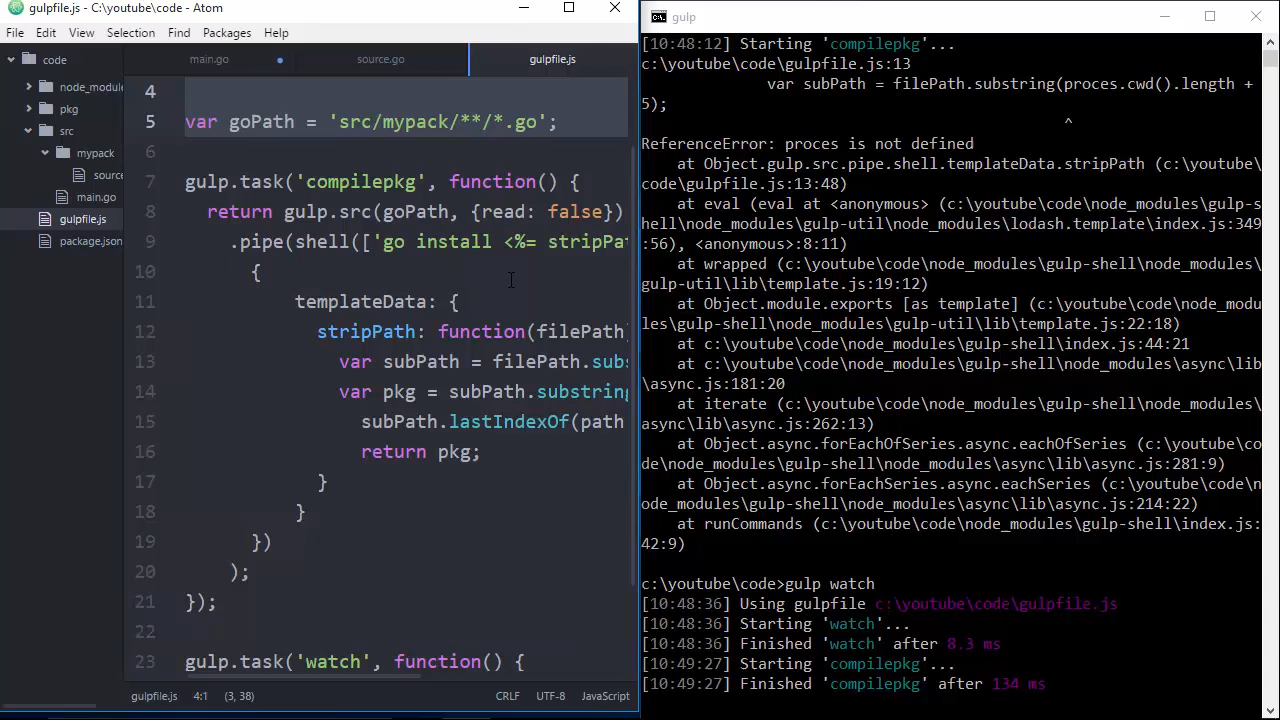 gulpfile.js - C:\youtube\code - Atom
File Edit View Selection Find Packages Help
code
node_module
pkg
src
mypack
source
main.go
gulpfile.js
package.json
main.go source.go gulpfile.js
4
5 var goPath = 'src/mypack/**/*.go';
6
7 gulp.task('compilepkg', function() {
8 return gulp.src(goPath, {read: false})
9 .pipe(shell(['go install <%= stripPat
10 {
11 templateData: {
12 stripPath: function(filePath)
13 var subPath = filePath.subs
14 var pkg = subPath.substring
15 subPath.lastIndexOf(path
16 return pkg;
17 }
18 }
19 })
20 );
21 });
22
23 gulp.task('watch', function() {
gulpfile.js 4:1 (3, 38) CRLF UTF-8 JavaScript
gulp
[10:48:12] Starting 'compilepkg'...
c:\youtube\code\gulpfile.js:13
var subPath = filePath.substring(proces.cwd().length +
5);
^
ReferenceError: proces is not defined
at Object.gulp.src.pipe.shell.templateData.stripPath (c:\youtube\
code\gulpfile.js:13:48)
at eval (eval at <anonymous> (c:\youtube\code\node_modules\gulp-s
hell\node_modules\gulp-util\node_modules\lodash.template\index.js:349
:56), <anonymous>:8:11)
at wrapped (c:\youtube\code\node_modules\gulp-shell\node_modules\
gulp-util\lib\template.js:19:12)
at Object.module.exports [as template] (c:\youtube\code\node_modu
les\gulp-shell\node_modules\gulp-util\lib\template.js:22:18)
at c:\youtube\code\node_modules\gulp-shell\index.js:44:21
at c:\youtube\code\node_modules\gulp-shell\node_modules\async\lib
\async.js:181:20
at iterate (c:\youtube\code\node_modules\gulp-shell\node_modules\
async\lib\async.js:262:13)
at Object.async.forEachOfSeries.async.eachOfSeries (c:\youtube\co
de\node_modules\gulp-shell\node_modules\async\lib\async.js:281:9)
at Object.async.forEachSeries.async.eachSeries (c:\youtube\code\
node_modules\gulp-shell\node_modules\async\lib\async.js:214:22)
at runCommands (c:\youtube\code\node_modules\gulp-shell\index.js:
42:9)
c:\youtube\code>gulp watch
[10:48:36] Using gulpfile c:\youtube\code\gulpfile.js
[10:48:36] Starting 'watch'...
[10:48:36] Finished 'watch' after 8.3 ms
[10:49:27] Starting 'compilepkg'...
[10:49:27] Finished 'compilepkg' after 134 ms